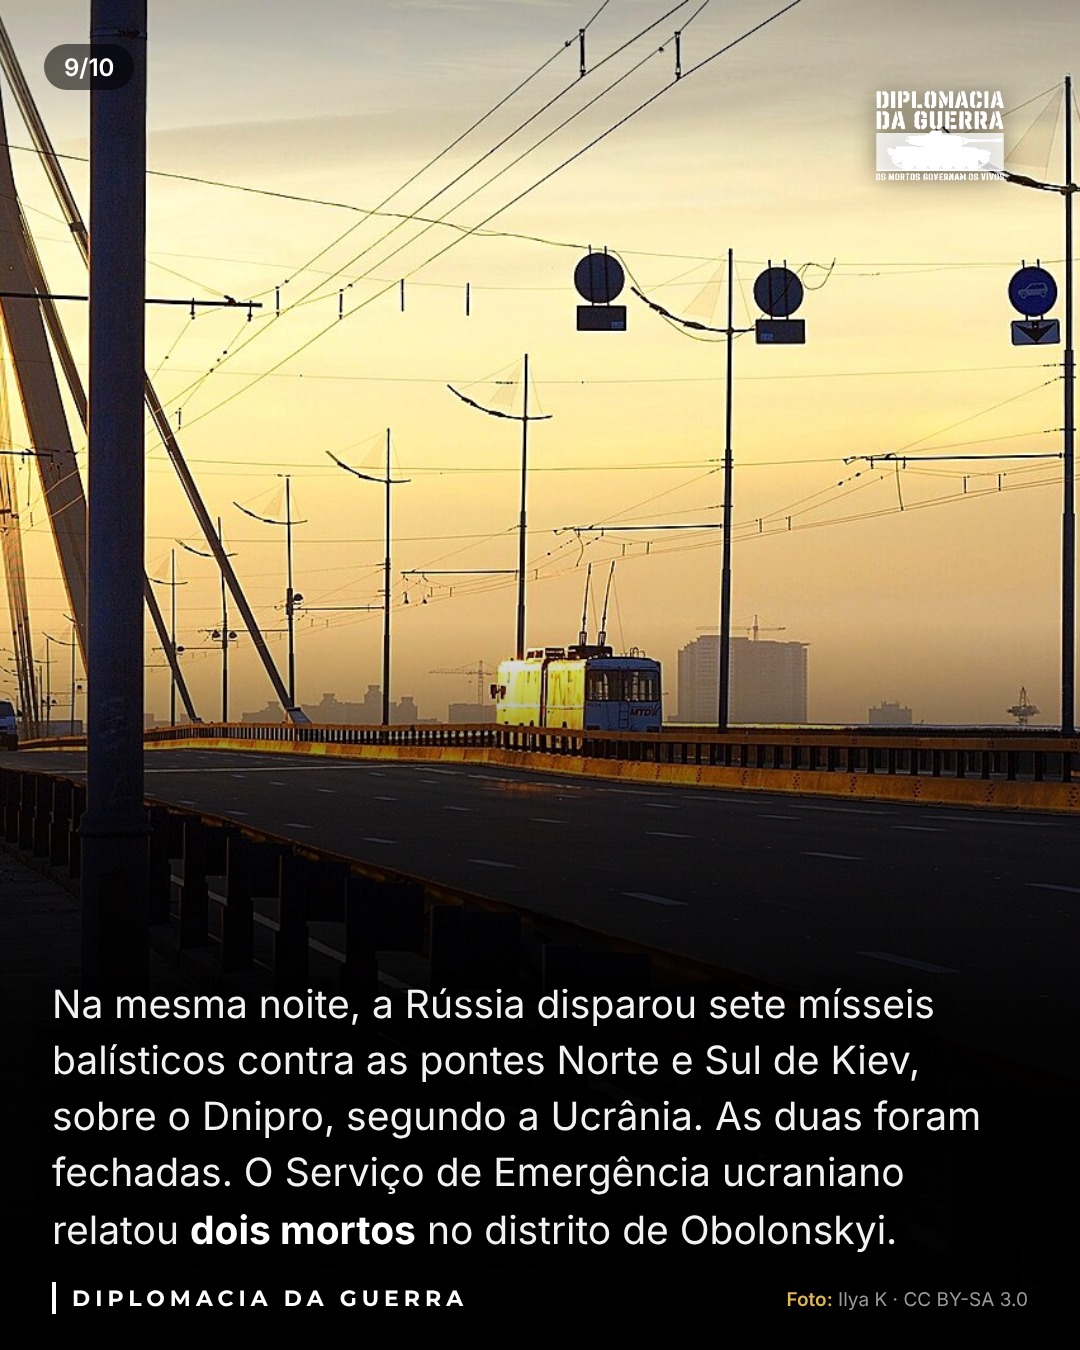 9/10
DIPLOMACIA
DA GUERRA
OS MORTOS GOVERNAM OS VIVOS
MTD
Na mesma noite, a Rússia disparou sete mísseis
balísticos contra as pontes Norte e Sul de Kiev,
sobre o Dnipro, segundo a Ucrânia. As duas foram
fechadas. O Serviço de Emergência ucraniano
relatou dois mortos no distrito de Obolonskyi.
DIPLOMACIA DA GUERRA
Foto: Ilya K · CC BY-SA 3.0